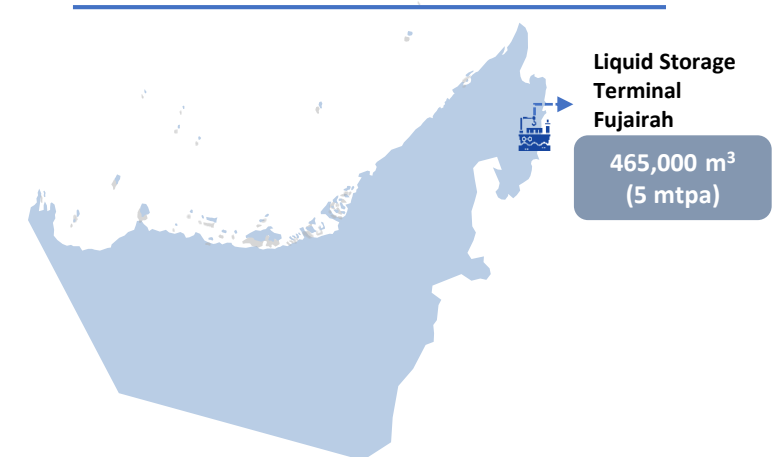 Liquid Storage
Terminal
Fujairah
465,000 m³
(5 mtpa)